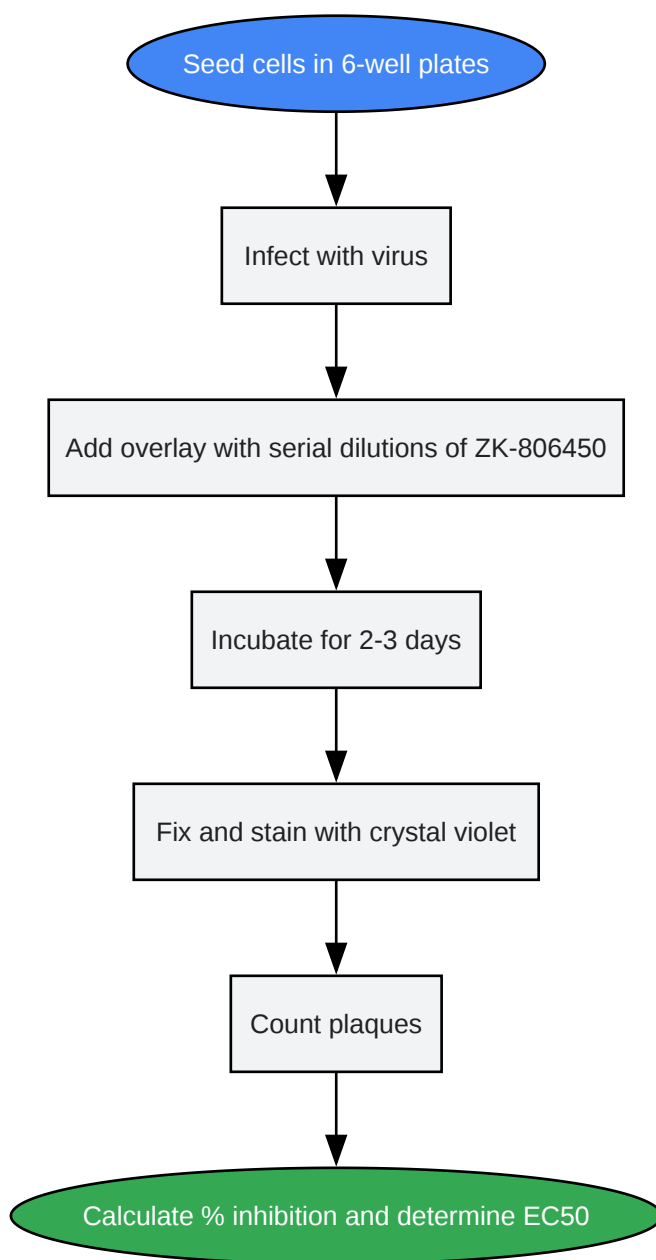 Seed cells in 6-well plates
Infect with virus
Add overlay with serial dilutions of ZK-806450
Incubate for 2-3 days
Fix and stain with crystal violet
Count plaques
Calculate % inhibition and determine EC50